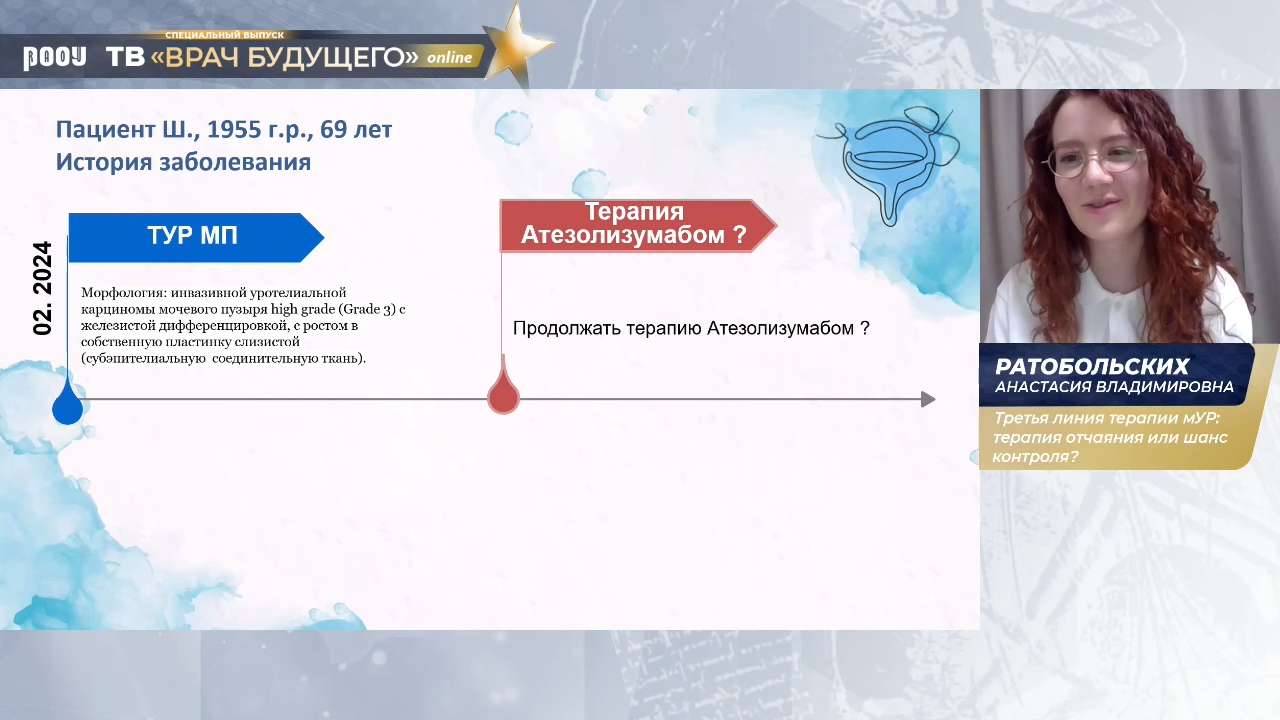 СПЕЦИАЛЬНЫЙ ВЫПУСК
РООУ ТВ «ВРАЧ БУДУЩЕГО» online
Пациент Ш., 1955 г.р., 69 лет
История заболевания
02. 2024
ТУР МП
Морфология: инвазивной уротелиальной
карциномы мочевого пузыря high grade (Grade 3) с
железистой дифференцировкой, с ростом в
собственную пластинку слизистой
(субэпителиальную соединительную ткань).
Терапия
Атезолизумабом ?
Продолжать терапию Атезолизумабом ?
РАТОБОЛЬСКИХ
АНАСТАСИЯ ВЛАДИМИРОВНА
Третья линия терапии мУР:
терапия отчаяния или шанс
контроля?